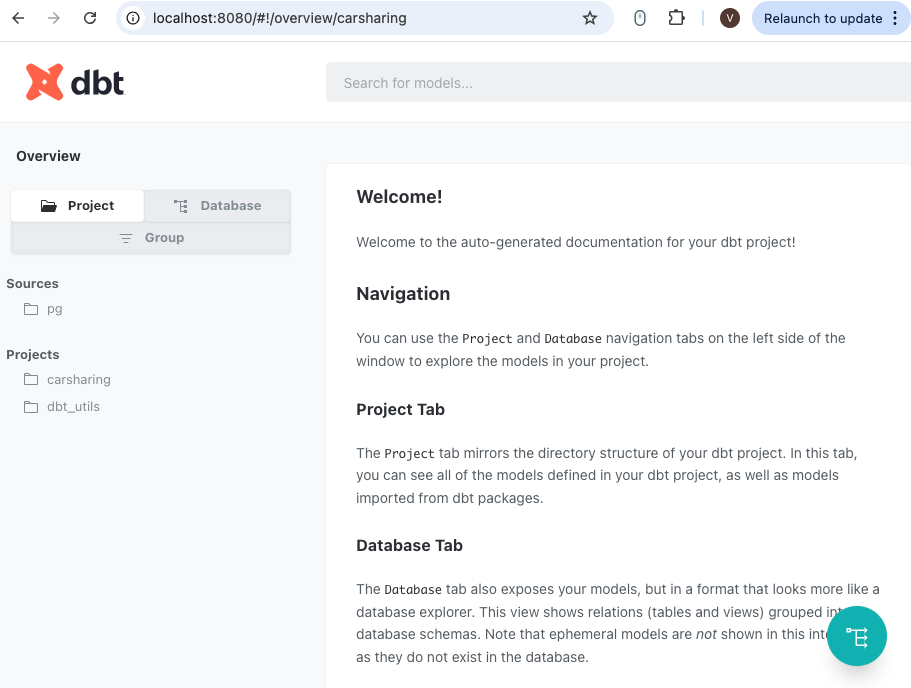 localhost:8080/#!/overview/carsharing
V
Relaunch to update
dbt
Search for models...
Overview
Project
Database
Group
Sources
pg
Projects
carsharing
dbt_utils
Welcome!
Welcome to the auto-generated documentation for your dbt project!
Navigation
You can use the Project and Database navigation tabs on the left side of the
window to explore the models in your project.
Project Tab
The Project tab mirrors the directory structure of your dbt project. In this tab,
you can see all of the models defined in your dbt project, as well as models
imported from dbt packages.
Database Tab
The Database tab also exposes your models, but in a format that looks more like a
database explorer. This view shows relations (tables and views) grouped
database schemas. Note that ephemeral models are not shown in this
as they do not exist in the database.